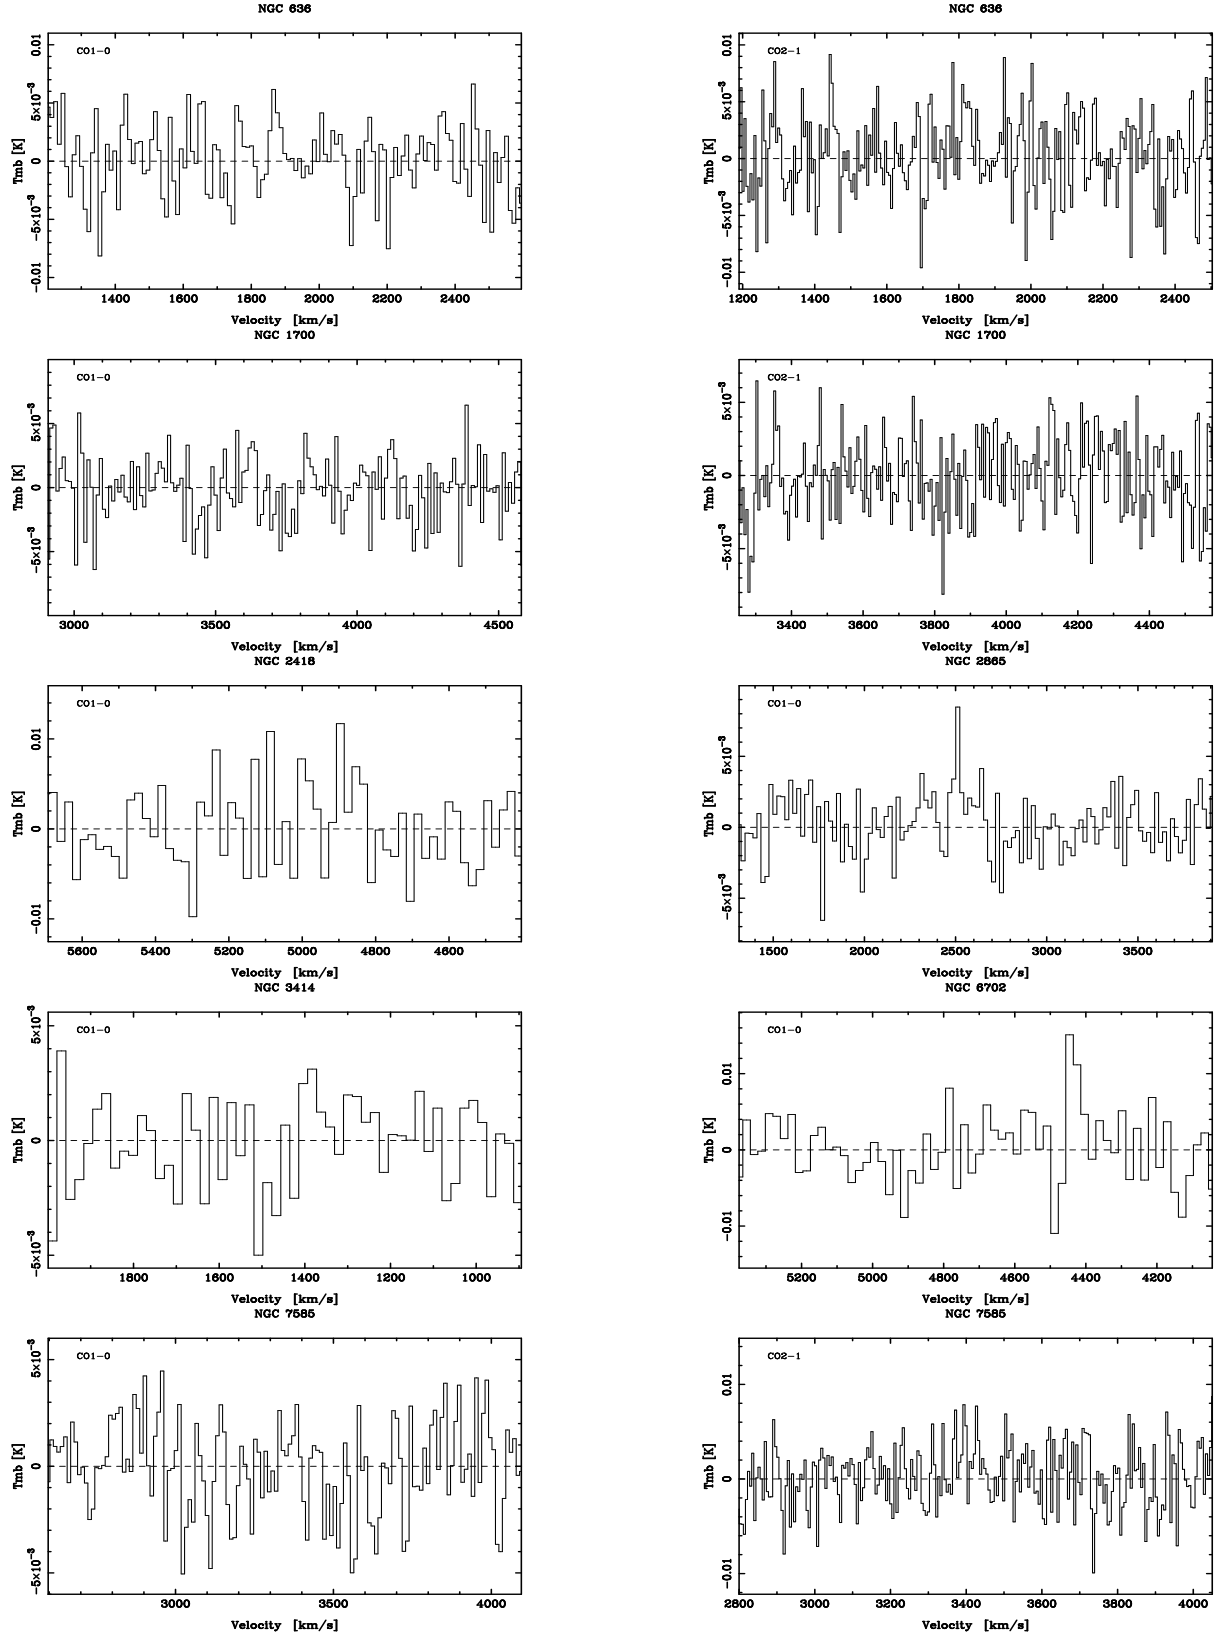 NGC 636
CO1-0
Tmb [K]
0.01
5×10⁻³
0
-5×10⁻³
-0.01
1400 1600 1800 2000 2200 2400
Velocity [km/s]
NGC 636
CO2-1
Tmb [K]
0.01
5×10⁻³
0
-5×10⁻³
-0.01
1200 1400 1600 1800 2000 2200 2400
Velocity [km/s]
NGC 1700
CO1-0
Tmb [K]
5×10⁻³
0
-5×10⁻³
3000 3500 4000 4500
Velocity [km/s]
NGC 1700
CO2-1
Tmb [K]
5×10⁻³
0
-5×10⁻³
3400 3600 3800 4000 4200 4400
Velocity [km/s]
NGC 2418
CO1-0
Tmb [K]
0.01
0
-0.01
5600 5400 5200 5000 4800 4600
Velocity [km/s]
NGC 2865
CO1-0
Tmb [K]
5×10⁻³
0
-5×10⁻³
1500 2000 2500 3000 3500
Velocity [km/s]
NGC 3414
CO1-0
Tmb [K]
5×10⁻³
0
-5×10⁻³
1800 1600 1400 1200 1000
Velocity [km/s]
NGC 6702
CO1-0
Tmb [K]
0.01
0
-0.01
5200 5000 4800 4600 4400 4200
Velocity [km/s]
NGC 7585
CO1-0
Tmb [K]
5×10⁻³
0
-5×10⁻³
3000 3500 4000
Velocity [km/s]
NGC 7585
CO2-1
Tmb [K]
0.01
0
-0.01
2800 3000 3200 3400 3600 3800 4000
Velocity [km/s]